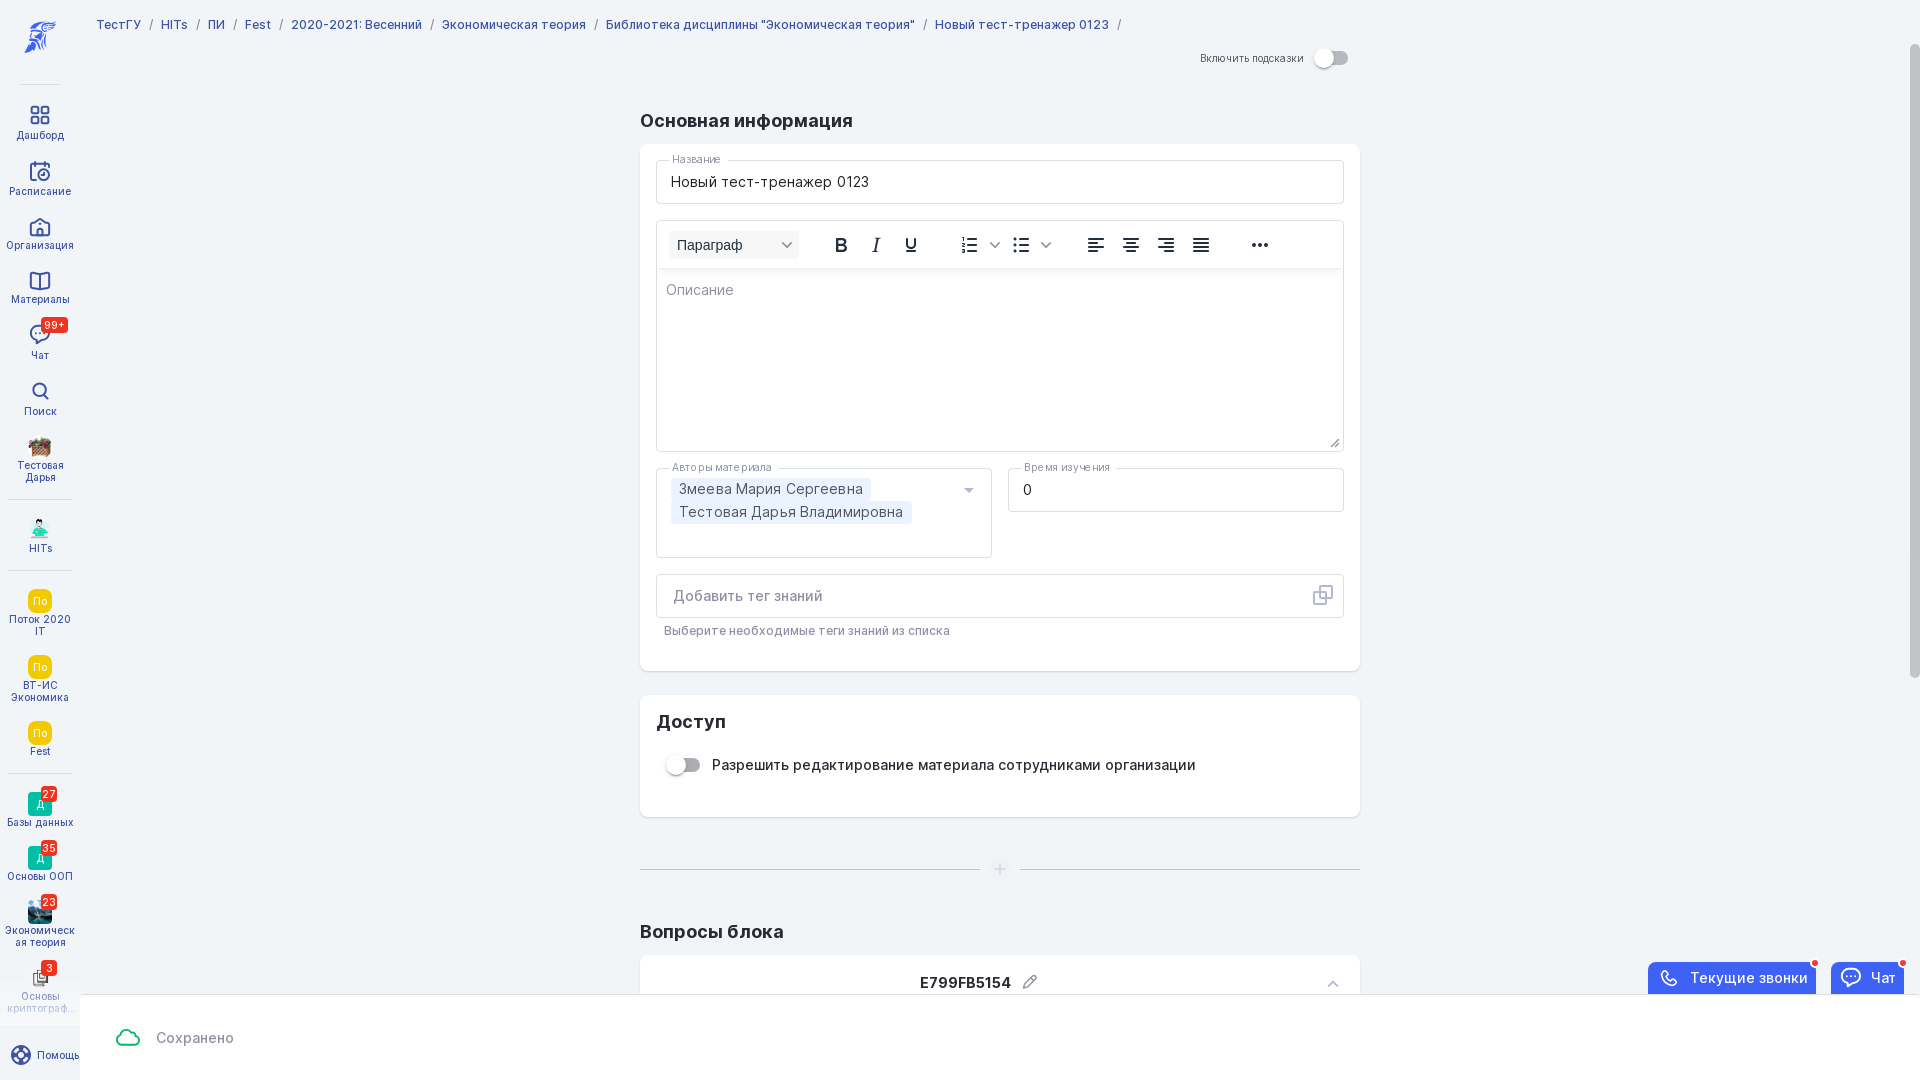 ТестГУ / HITs / ПИ / Fest / 2020-2021: Весенний / Экономическая теория / Библиотека дисциплины "Экономическая теория" / Новый тест-тренажер 0123 /
Включить подсказки
Дашборд
Расписание
Организация
Материалы
99+
Чат
Поиск
Тестовая
Дарья
HITs
По
Поток 2020
IT
По
ВТ-ИС
Экономика
По
Fest
27
Д
Базы данных
35
Д
Основы ООП
23
Экономическ
ая теория
3
Основы
криптограф...
Помощь
Основная информация
Название
Новый тест-тренажер 0123
Параграф
Описание
Авторы материала
Змеева Мария Сергеевна
Тестовая Дарья Владимировна
Время изучения
0
Добавить тег знаний
Выберите необходимые теги знаний из списка
Доступ
Разрешить редактирование материала сотрудниками организации
Вопросы блока
E799FB5154
Текущие звонки
Чат
Сохранено